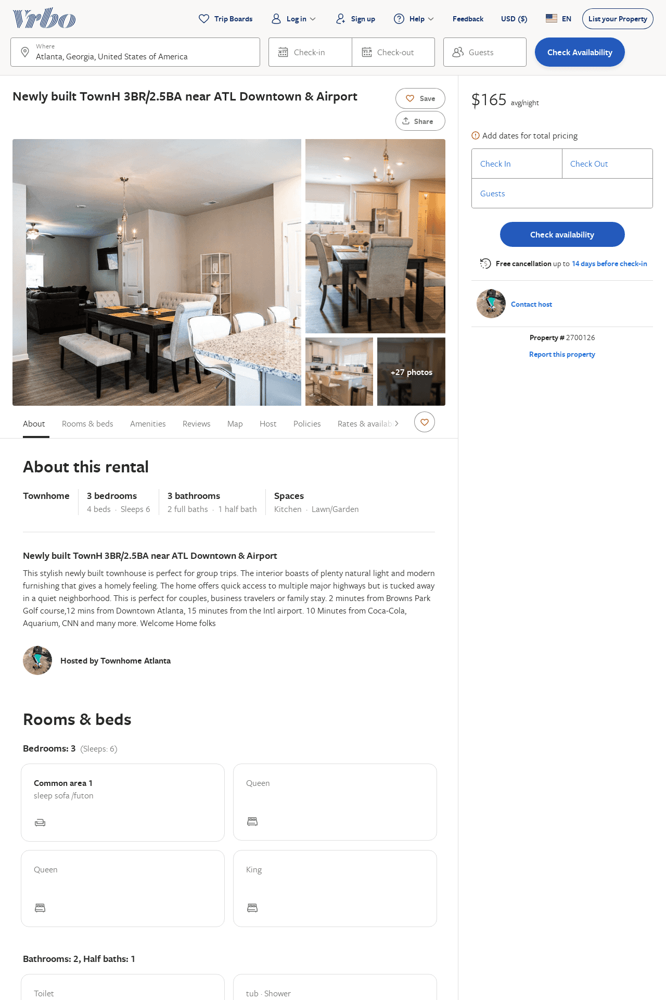 Vrbo
Trip Boards
Log in
Sign up
Help
Feedback
USD ($)
EN
List your Property
Where
Atlanta, Georgia, United States of America
Check-in
Check-out
Guests
Check Availability
Newly built TownH 3BR/2.5BA near ATL Downtown & Airport
Save
Share
+27 photos
$165 avg/night
Add dates for total pricing
Check In
Check Out
Guests
Check availability
Free cancellation up to 14 days before check-in
Contact host
Property # 2700126
Report this property
About
Rooms & beds
Amenities
Reviews
Map
Host
Policies
Rates & availab
About this rental
Townhome
3 bedrooms
4 beds · Sleeps 6
3 bathrooms
2 full baths · 1 half bath
Spaces
Kitchen · Lawn/Garden
Newly built TownH 3BR/2.5BA near ATL Downtown & Airport
This stylish newly built townhouse is perfect for group trips. The interior boasts of plenty natural light and modern
furnishing that gives a homely feeling. The home offers quick access to multiple major highways but is tucked away
in a quiet neighborhood. This is perfect for couples, business travelers or family stay. 2 minutes from Browns Park
Golf course,12 mins from Downtown Atlanta, 15 minutes from the Intl airport. 10 Minutes from Coca-Cola,
Aquarium, CNN and many more. Welcome Home folks
Hosted by Townhome Atlanta
Rooms & beds
Bedrooms: 3 (Sleeps: 6)
Common area 1
sleep sofa /futon
Queen
Queen
King
Bathrooms: 2, Half baths: 1
Toilet
tub · Shower